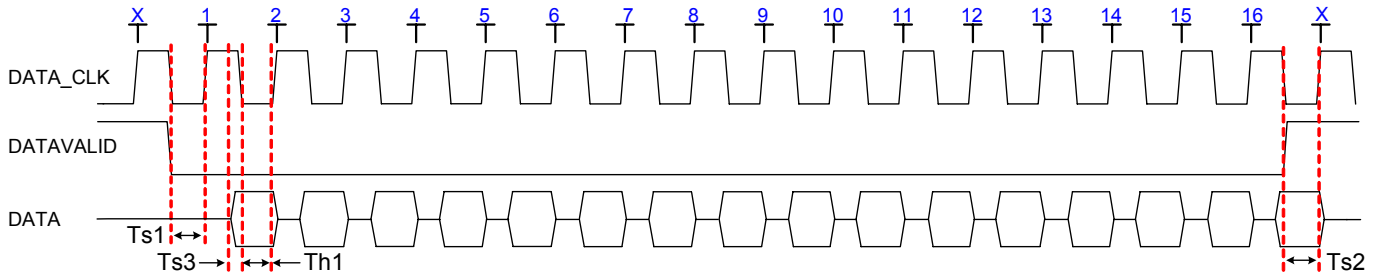 X 1 2 3 4 5 6 7 8 9 10 11 12 13 14 15 16 X
DATA_CLK
DATAVALID
DATA
Ts1
Ts3 Th1 Ts2